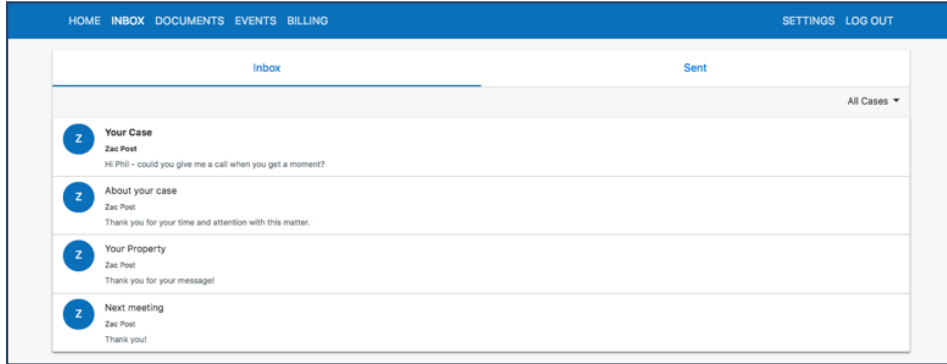 HOME INBOX DOCUMENTS EVENTS BILLING SETTINGS LOG OUT
Inbox Sent
All Cases
Z
Your Case
Zac Post
Hi Phil - could you give me a call when you get a moment?
Z
About your case
Zac Post
Thank you for your time and attention with this matter.
Z
Your Property
Zac Post
Thank you for your message!
Z
Next meeting
Zac Post
Thank you!